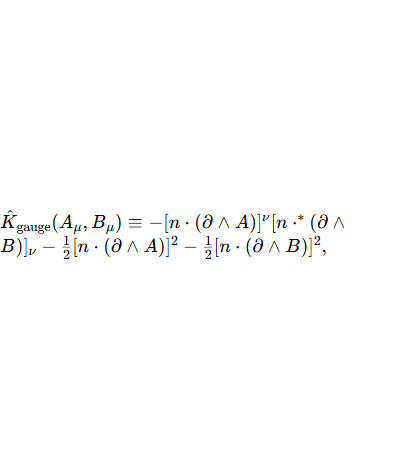 K̂_gauge(A_μ, B_μ) ≡ −[n · (∂ ∧ A)]^ν[n ·* (∂ ∧
B)]_ν − ½[n · (∂ ∧ A)]² − ½[n · (∂ ∧ B)]²,